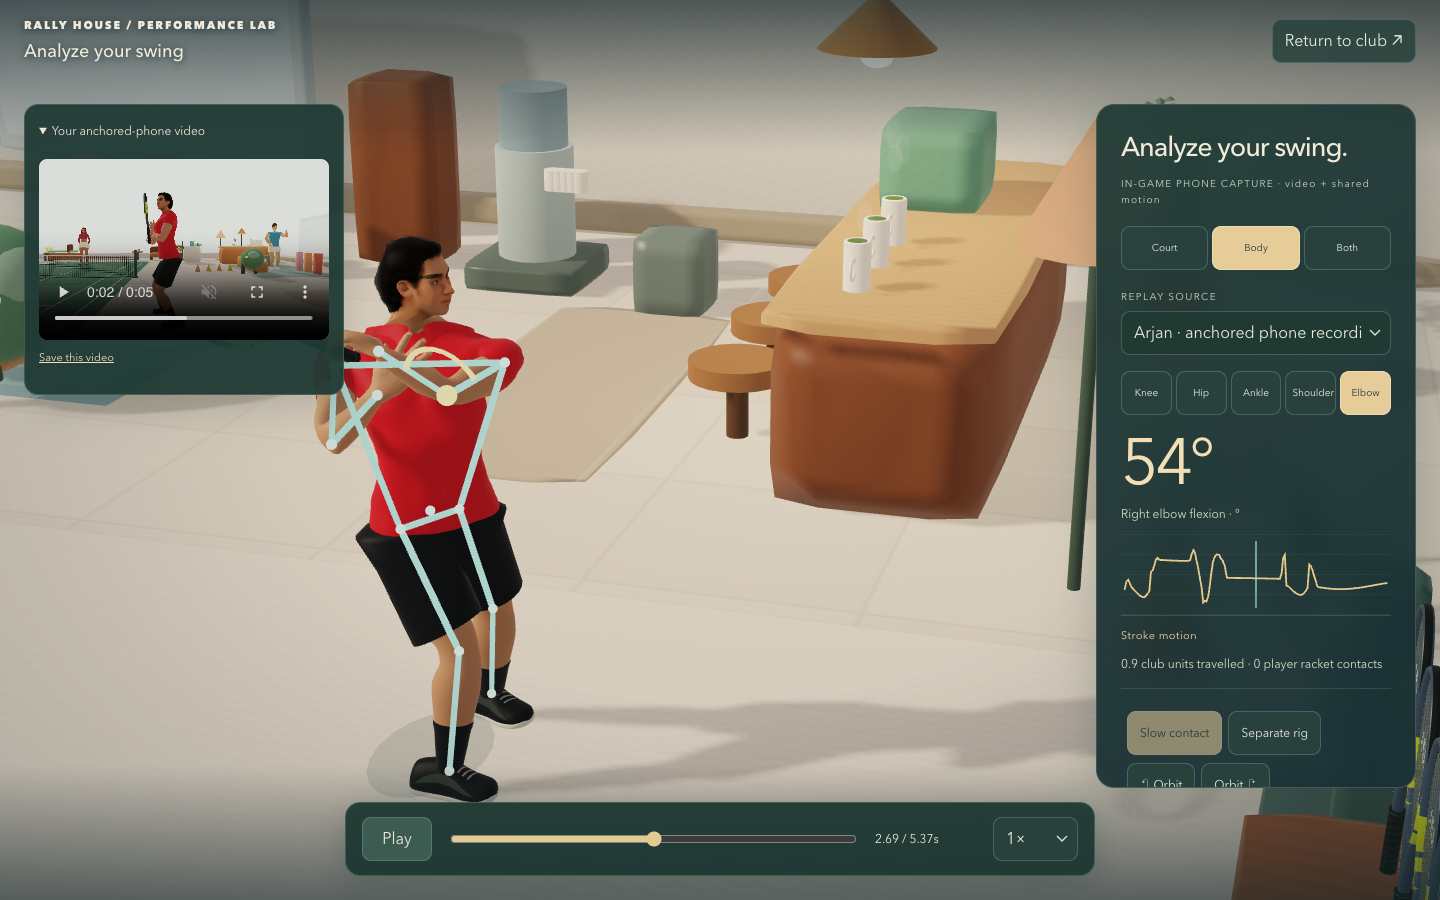 RALLY HOUSE / PERFORMANCE LAB
Analyze your swing
Return to club ↗
▼ Your anchored-phone video
0:02 / 0:05
Save this video
Analyze your swing.
IN-GAME PHONE CAPTURE · video + shared
motion
Court
Body
Both
REPLAY SOURCE
Arjan · anchored phone recordi
Knee
Hip
Ankle
Shoulder
Elbow
54°
Right elbow flexion · °
Stroke motion
0.9 club units travelled · 0 player racket contacts
Slow contact
Separate rig
Orbit
Orbit
Play
2.69 / 5.37s
1×